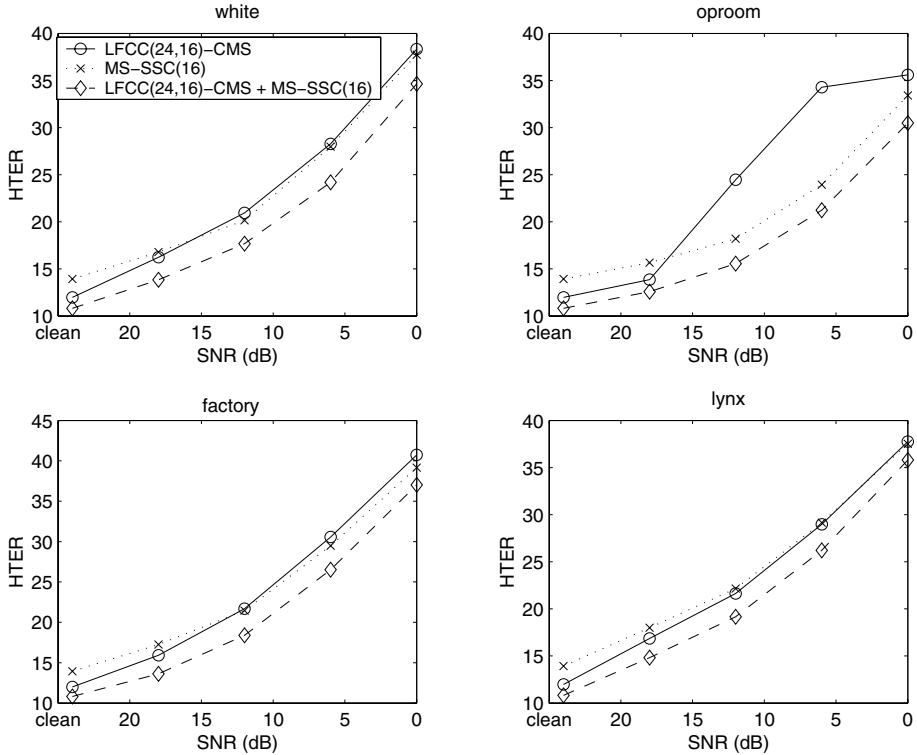 white
40
35
30
25
20
15
10
HTER
LFCC(24,16)−CMS
MS−SSC(16)
LFCC(24,16)−CMS + MS−SSC(16)
clean 20 15 10 5 0
SNR (dB)
oproom
40
35
30
25
20
15
10
HTER
clean 20 15 10 5 0
SNR (dB)
factory
45
40
35
30
25
20
15
10
HTER
clean 20 15 10 5 0
SNR (dB)
lynx
40
35
30
25
20
15
10
HTER
clean 20 15 10 5 0
SNR (dB)